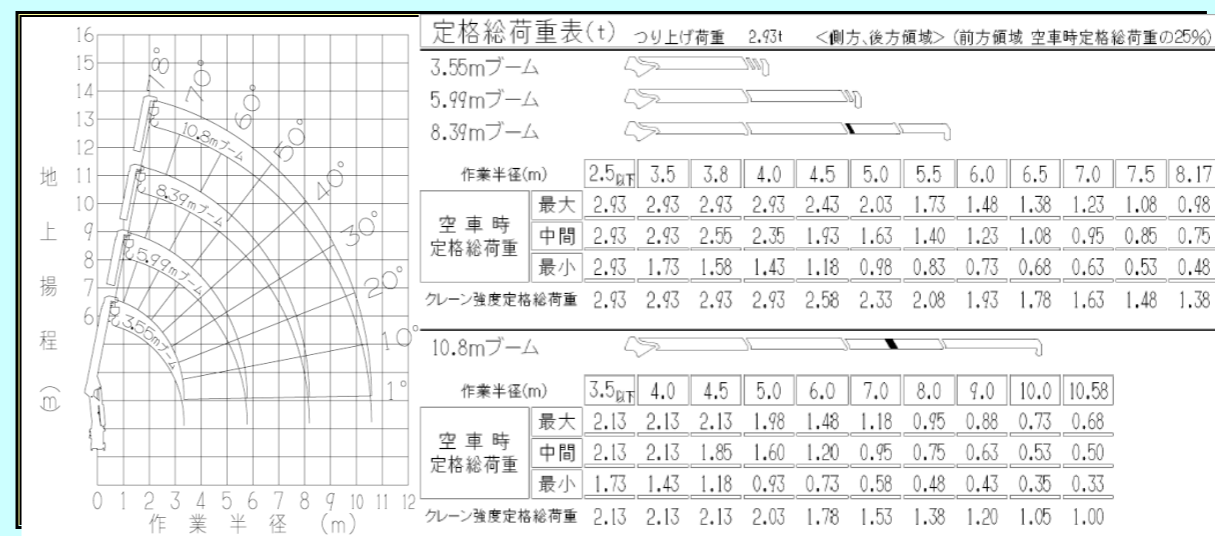 定格総荷重表(t) つり上げ荷重 2.93t <側方、後方領域> (前方領域 空車時定格総荷重の25%)
3.55mブーム
5.99mブーム
8.39mブーム
作業半径(m) 2.5以下 3.5 3.8 4.0 4.5 5.0 5.5 6.0 6.5 7.0 7.5 8.17
空車時定格総荷重
最大 2.93 2.93 2.93 2.93 2.43 2.03 1.73 1.48 1.38 1.23 1.08 0.98
中間 2.93 2.93 2.55 2.35 1.93 1.63 1.40 1.23 1.08 0.95 0.85 0.75
最小 2.93 1.73 1.58 1.43 1.18 0.98 0.83 0.73 0.68 0.63 0.53 0.48
クレーン強度定格総荷重 2.93 2.93 2.93 2.93 2.58 2.33 2.08 1.93 1.78 1.63 1.48 1.38
10.8mブーム
作業半径(m) 3.5以下 4.0 4.5 5.0 6.0 7.0 8.0 9.0 10.0 10.58
空車時定格総荷重
最大 2.13 2.13 2.13 1.98 1.48 1.18 0.95 0.88 0.73 0.68
中間 2.13 2.13 1.85 1.60 1.20 0.95 0.75 0.63 0.53 0.50
最小 1.73 1.43 1.18 0.93 0.73 0.58 0.48 0.43 0.35 0.33
クレーン強度定格総荷重 2.13 2.13 2.13 2.03 1.78 1.53 1.38 1.20 1.05 1.00
地上揚程(m)
16
15
14
13
12
11
10
9
8
7
6
78°
70°
60°
50°
40°
30°
20°
10°
1°
10.8mブーム
8.39mブーム
5.99mブーム
3.55mブーム
0 1 2 3 4 5 6 7 8 9 10 11 12
作業半径(m)